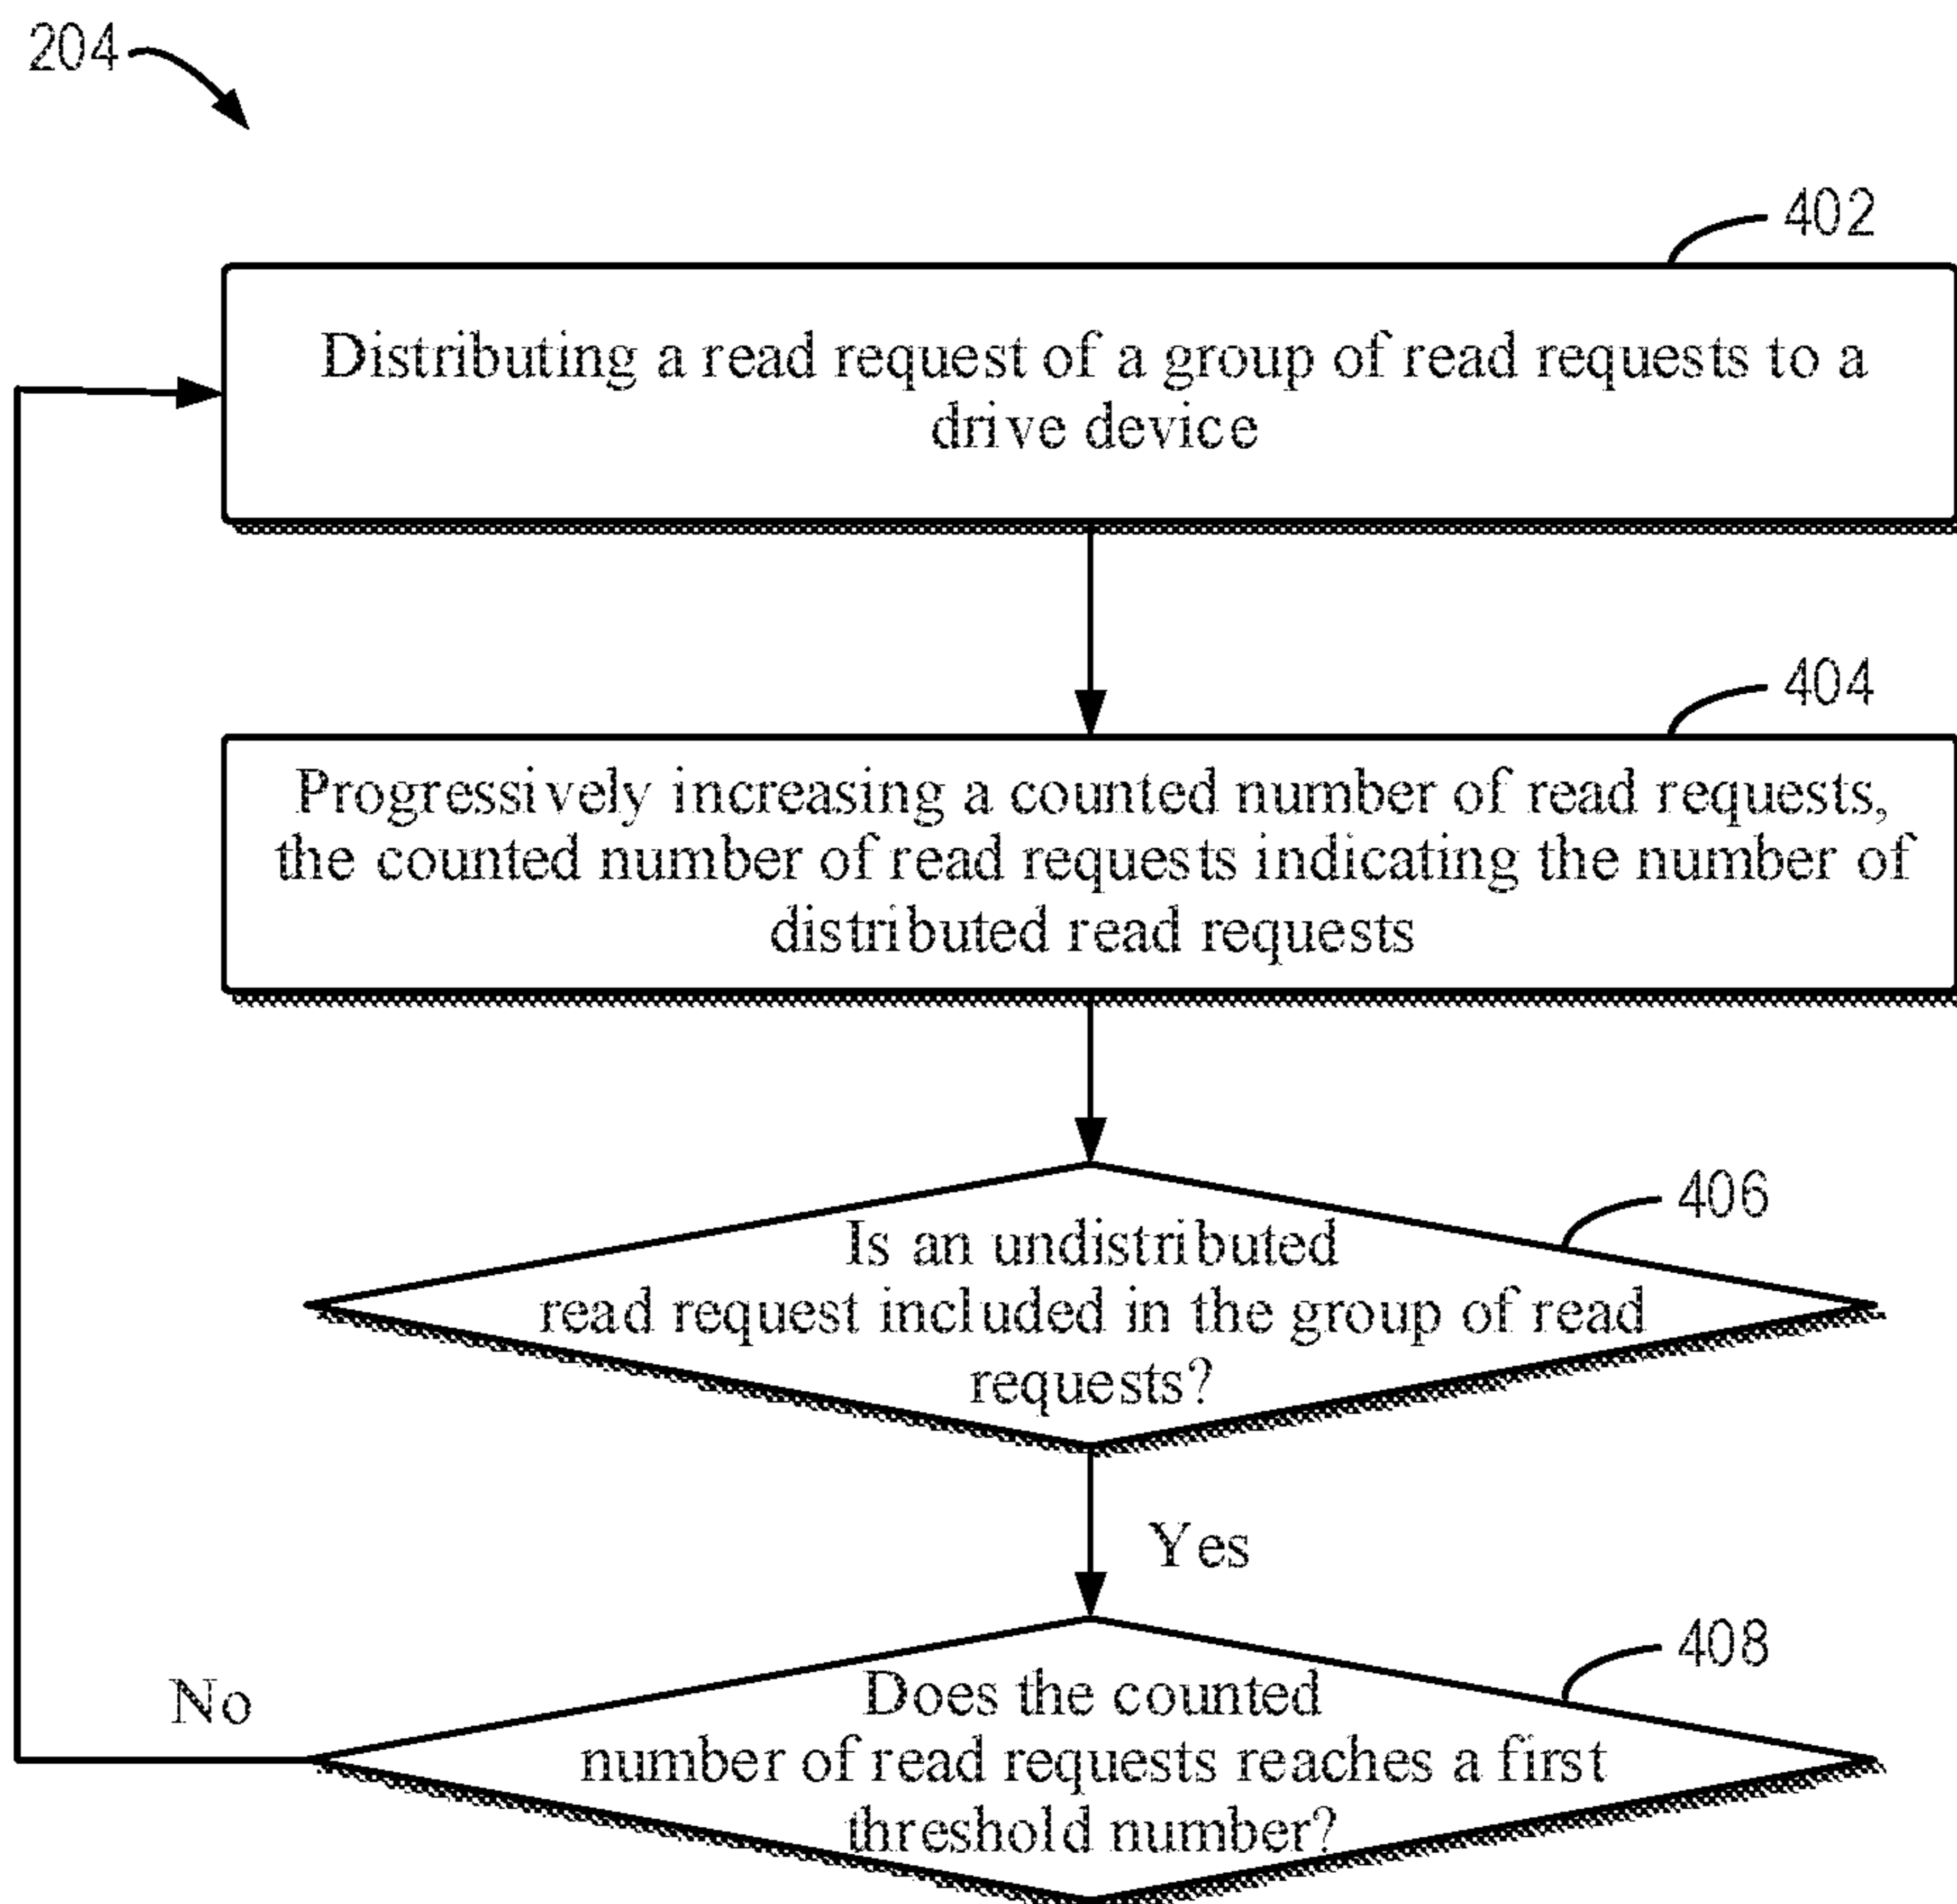 204
402
Distributing a read request of a group of read requests to a
drive device
404
Progressively increasing a counted number of read requests,
the counted number of read requests indicating the number of
distributed read requests
406
Is an undistributed
read request included in the group of read
requests?
Yes
408
No
Does the counted
number of read requests reaches a first
threshold number?